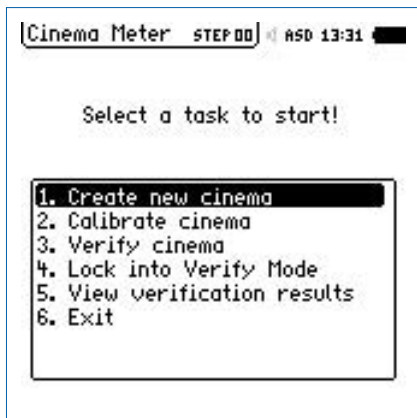 Cinema Meter STEP 00 ASD 13:31
Select a task to start!
1. Create new cinema
2. Calibrate cinema
3. Verify cinema
4. Lock into Verify Mode
5. View verification results
6. Exit